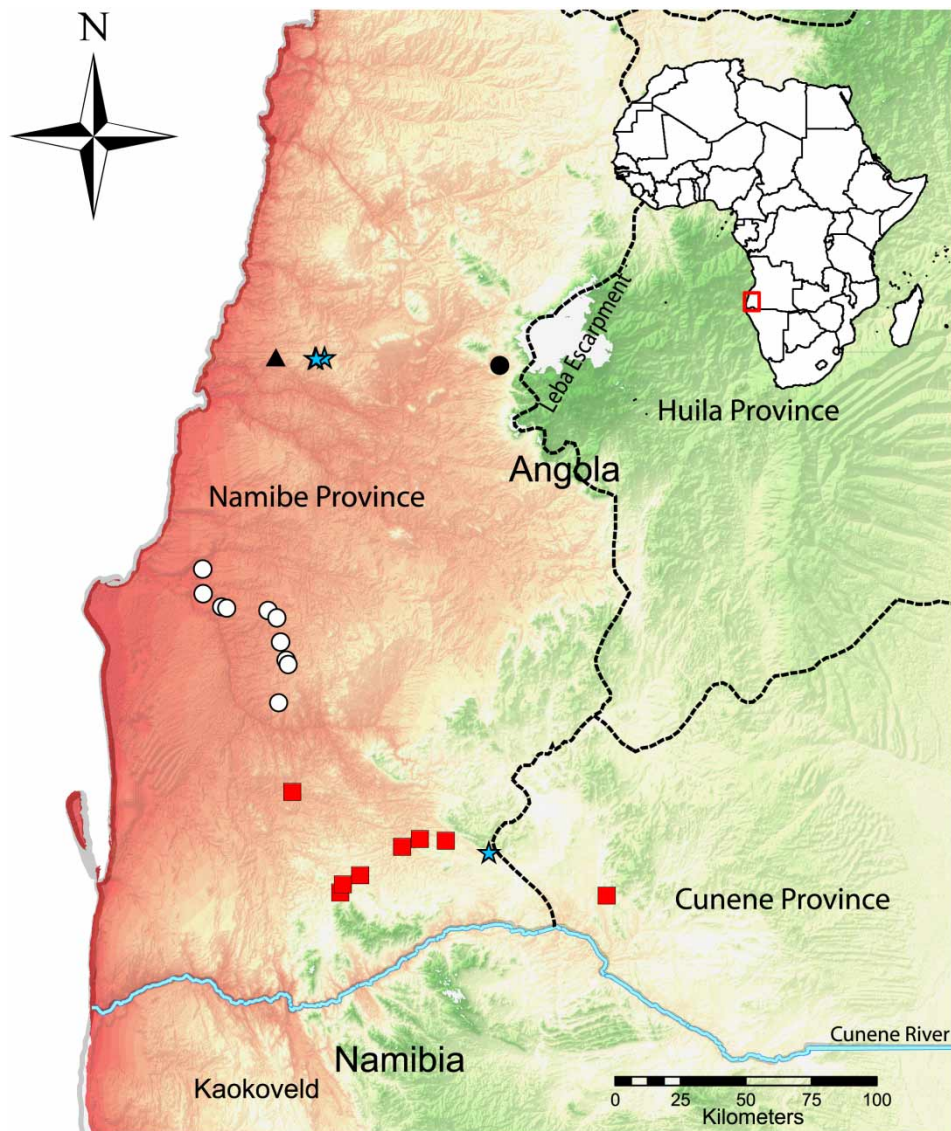 N
Leba Escarpment
Huila Province
Angola
Namibe Province
Cunene Province
Cunene River
Namibia
Kaokoveld
0 25 50 75 100
Kilometers